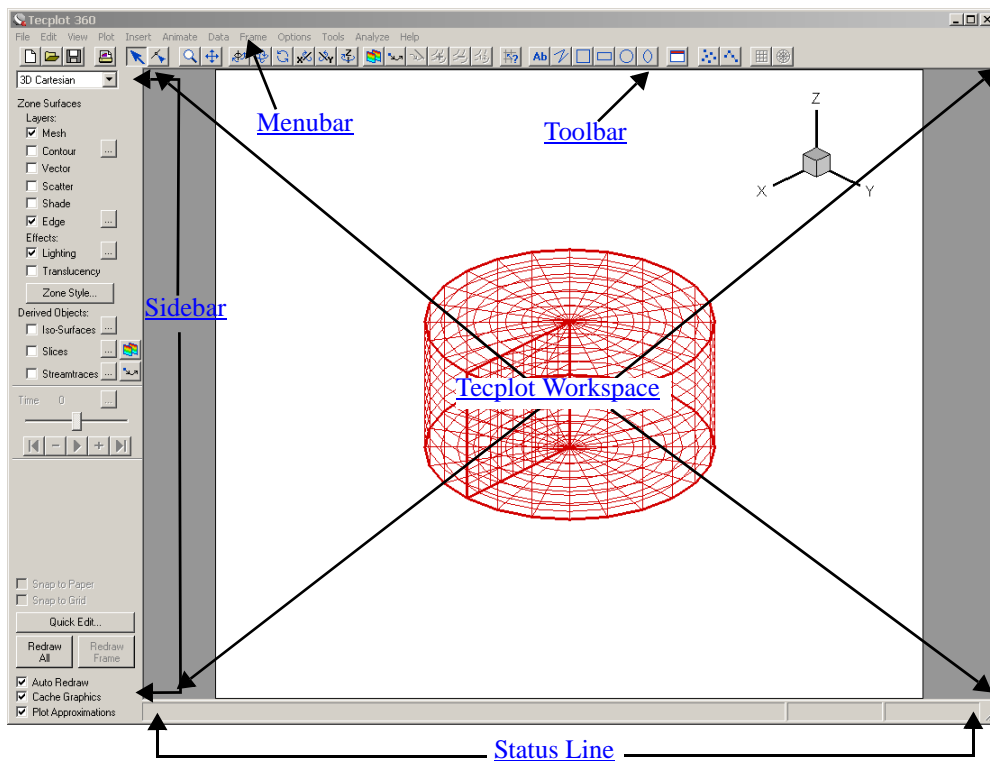 Tecplot 360
File Edit View Plot Insert Animate Data Frame Options Tools Analyze Help
Ab
3D Cartesian
Zone Surfaces
Layers:
Mesh
Contour ...
Vector
Scatter
Shade
Edge ...
Effects:
Lighting ...
Translucency
Zone Style...
Derived Objects:
Iso-Surfaces ...
Slices ...
Streamtraces ...
Time 0 ...
Snap to Paper
Snap to Grid
Quick Edit...
Redraw All
Redraw Frame
Auto Redraw
Cache Graphics
Plot Approximations
Menubar
Toolbar
Z
X
Y
Sidebar
Tecplot Workspace
Status Line